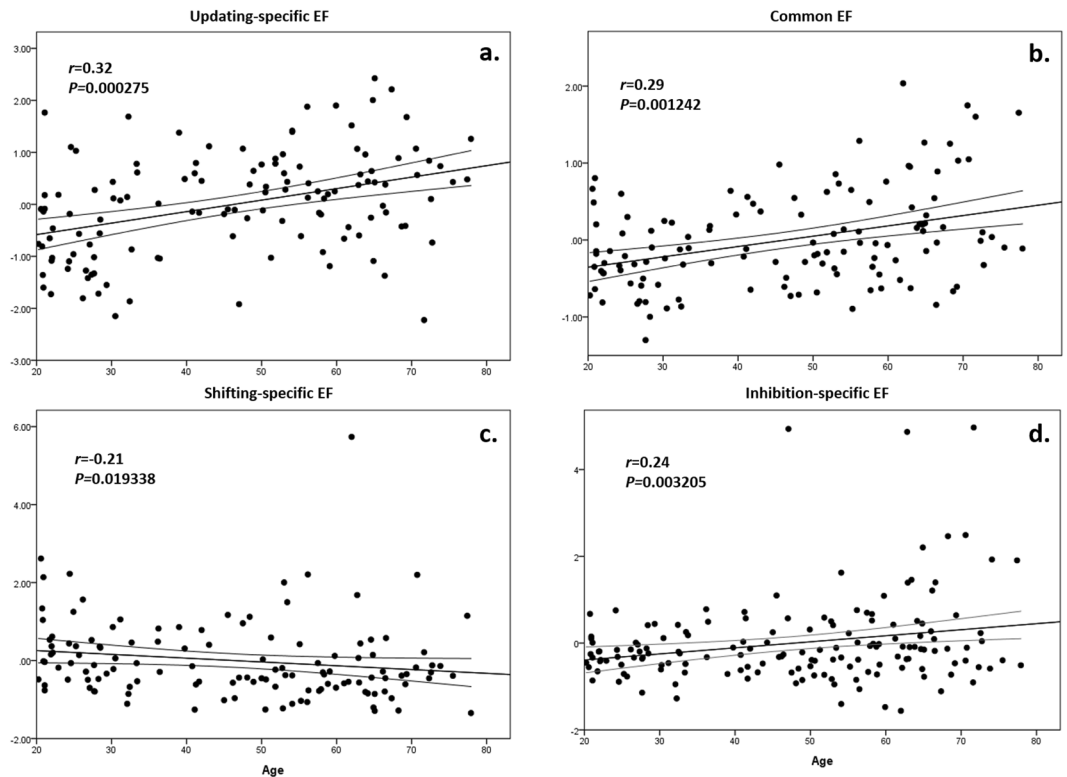 Updating-specific EF
a.
r=0.32
P=0.000275
3.00
2.00
1.00
.00
-1.00
-2.00
-3.00
20 30 40 50 60 70 80
Common EF
b.
r=0.29
P=0.001242
2.00
1.00
.00
-1.00
20 30 40 50 60 70 80
Shifting-specific EF
c.
r=-0.21
P=0.019338
6.00
4.00
2.00
.00
-2.00
20 30 40 50 60 70 80
Age
Inhibition-specific EF
d.
r=0.24
P=0.003205
4
2
0
-2
20 30 40 50 60 70 80
Age